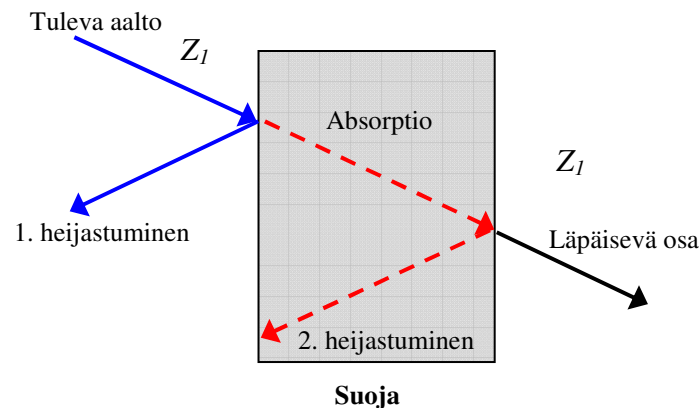 Tuleva aalto
Z1
Absorptio
Z1
1. heijastuminen
Läpäisevä osa
2. heijastuminen
Suoja